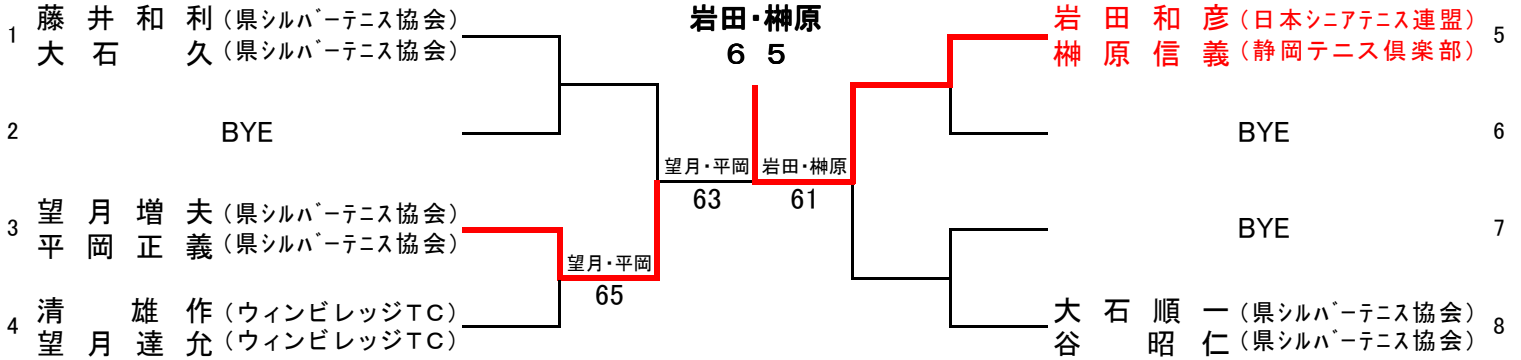 1
藤井和利(県シルバーテニス協会)
大石久(県シルバーテニス協会)
2
BYE
3
望月増夫(県シルバーテニス協会)
平岡正義(県シルバーテニス協会)
4
清雄作(ウィンビレッジTC)
望月達允(ウィンビレッジTC)
望月・平岡
65
望月・平岡
63
岩田・榊原
65
岩田・榊原
61
岩田和彦(日本シニアテニス連盟)
榊原信義(静岡テニス倶楽部)
5
BYE
6
BYE
7
大石順一(県シルバーテニス協会)
谷昭仁(県シルバーテニス協会)
8